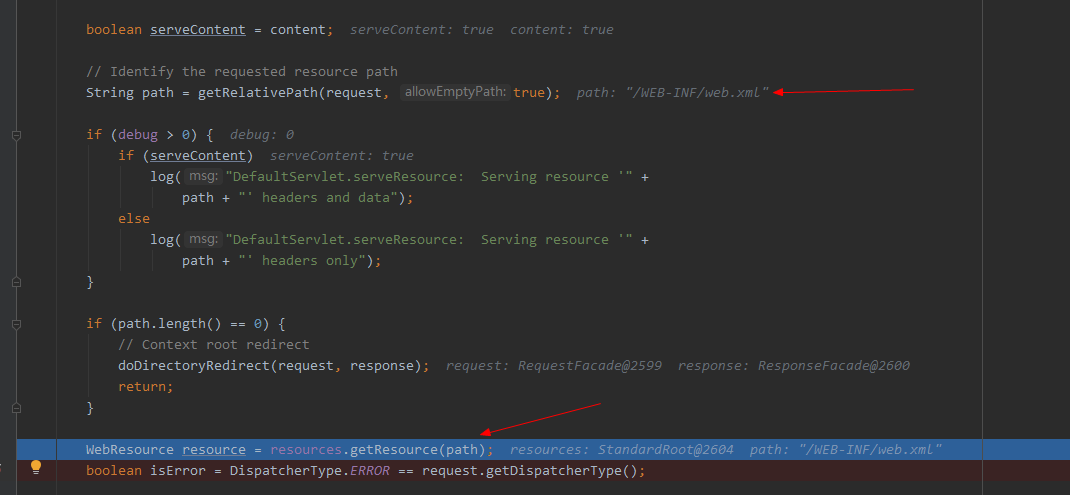 boolean serveContent = content; serveContent: true content: true
// Identify the requested resource path
String path = getRelativePath(request, allowEmptyPath: true); path: "/WEB-INF/web.xml"
if (debug > 0) { debug: 0
if (serveContent) serveContent: true
log( msg: "DefaultServlet.serveResource:  Serving resource '" +
path + "' headers and data");
else
log( msg: "DefaultServlet.serveResource:  Serving resource '" +
path + "' headers only");
}
if (path.length() == 0) {
// Context root redirect
doDirectoryRedirect(request, response); request: RequestFacade@2599 response: ResponseFacade@2600
return;
}
WebResource resource = resources.getResource(path); resources: StandardRoot@2604 path: "/WEB-INF/web.xml"
boolean isError = DispatcherType.ERROR == request.getDispatcherType();